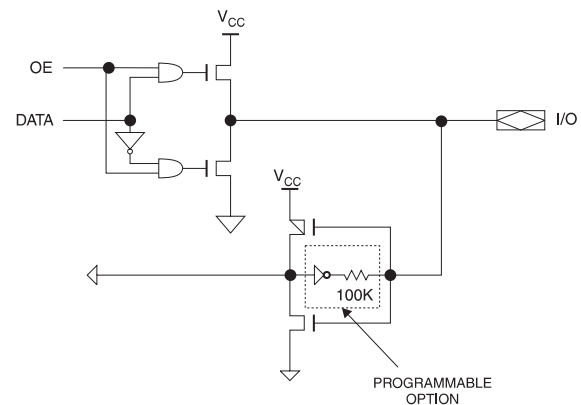 V_CC
OE
DATA
I/O
V_CC
100K
PROGRAMMABLE
OPTION